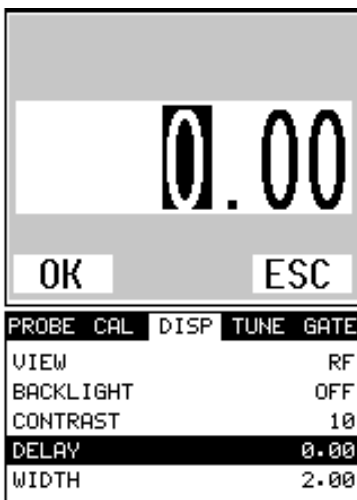 0.00
OK ESC
PROBE CAL DISP TUNE GATE
VIEW RF
BACKLIGHT OFF
CONTRAST 10
DELAY 0.00
WIDTH 2.00